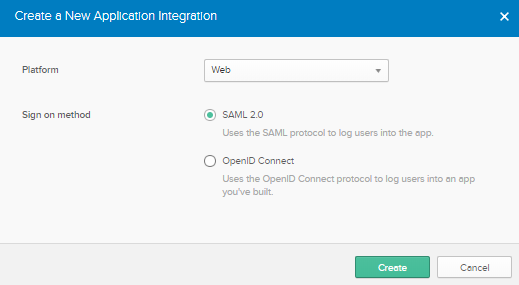 Create a New Application Integration
Platform
Web
Sign on method
SAML 2.0
Uses the SAML protocol to log users into the app.
OpenID Connect
Uses the OpenID Connect protocol to log users into an app
you've built.
Create
Cancel